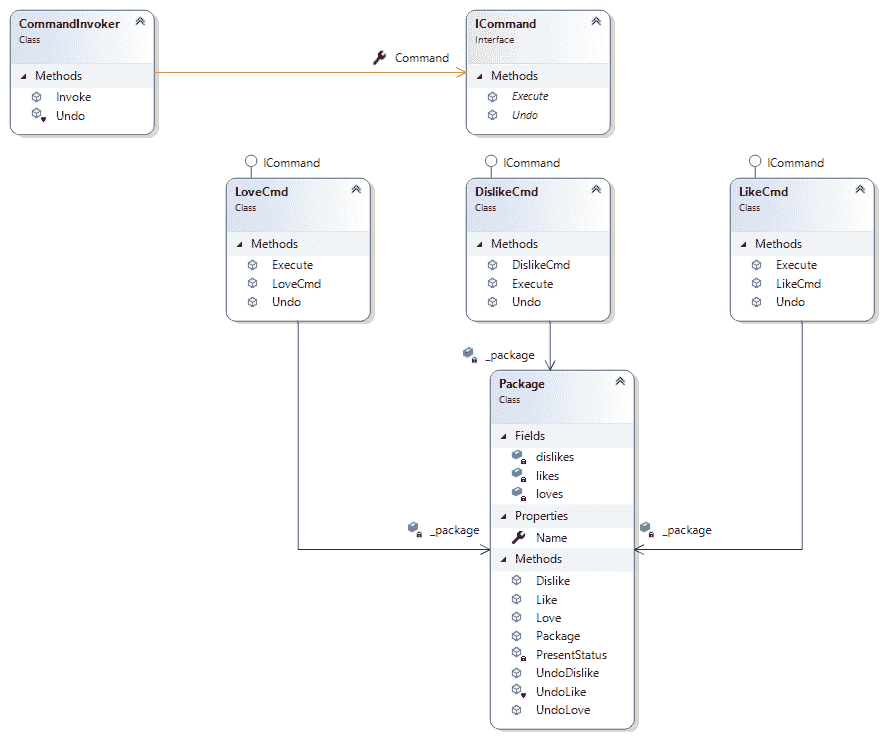 CommandInvoker
Class
Methods
Invoke
Undo
Command
ICommand
Interface
Methods
Execute
Undo
ICommand
LoveCmd
Class
Methods
Execute
LoveCmd
Undo
ICommand
DislikeCmd
Class
Methods
DislikeCmd
Execute
Undo
ICommand
LikeCmd
Class
Methods
Execute
LikeCmd
Undo
_package
Package
Class
Fields
dislikes
likes
loves
Properties
Name
Methods
Dislike
Like
Love
Package
PresentStatus
UndoDislike
UndoLike
UndoLove
_package
_package